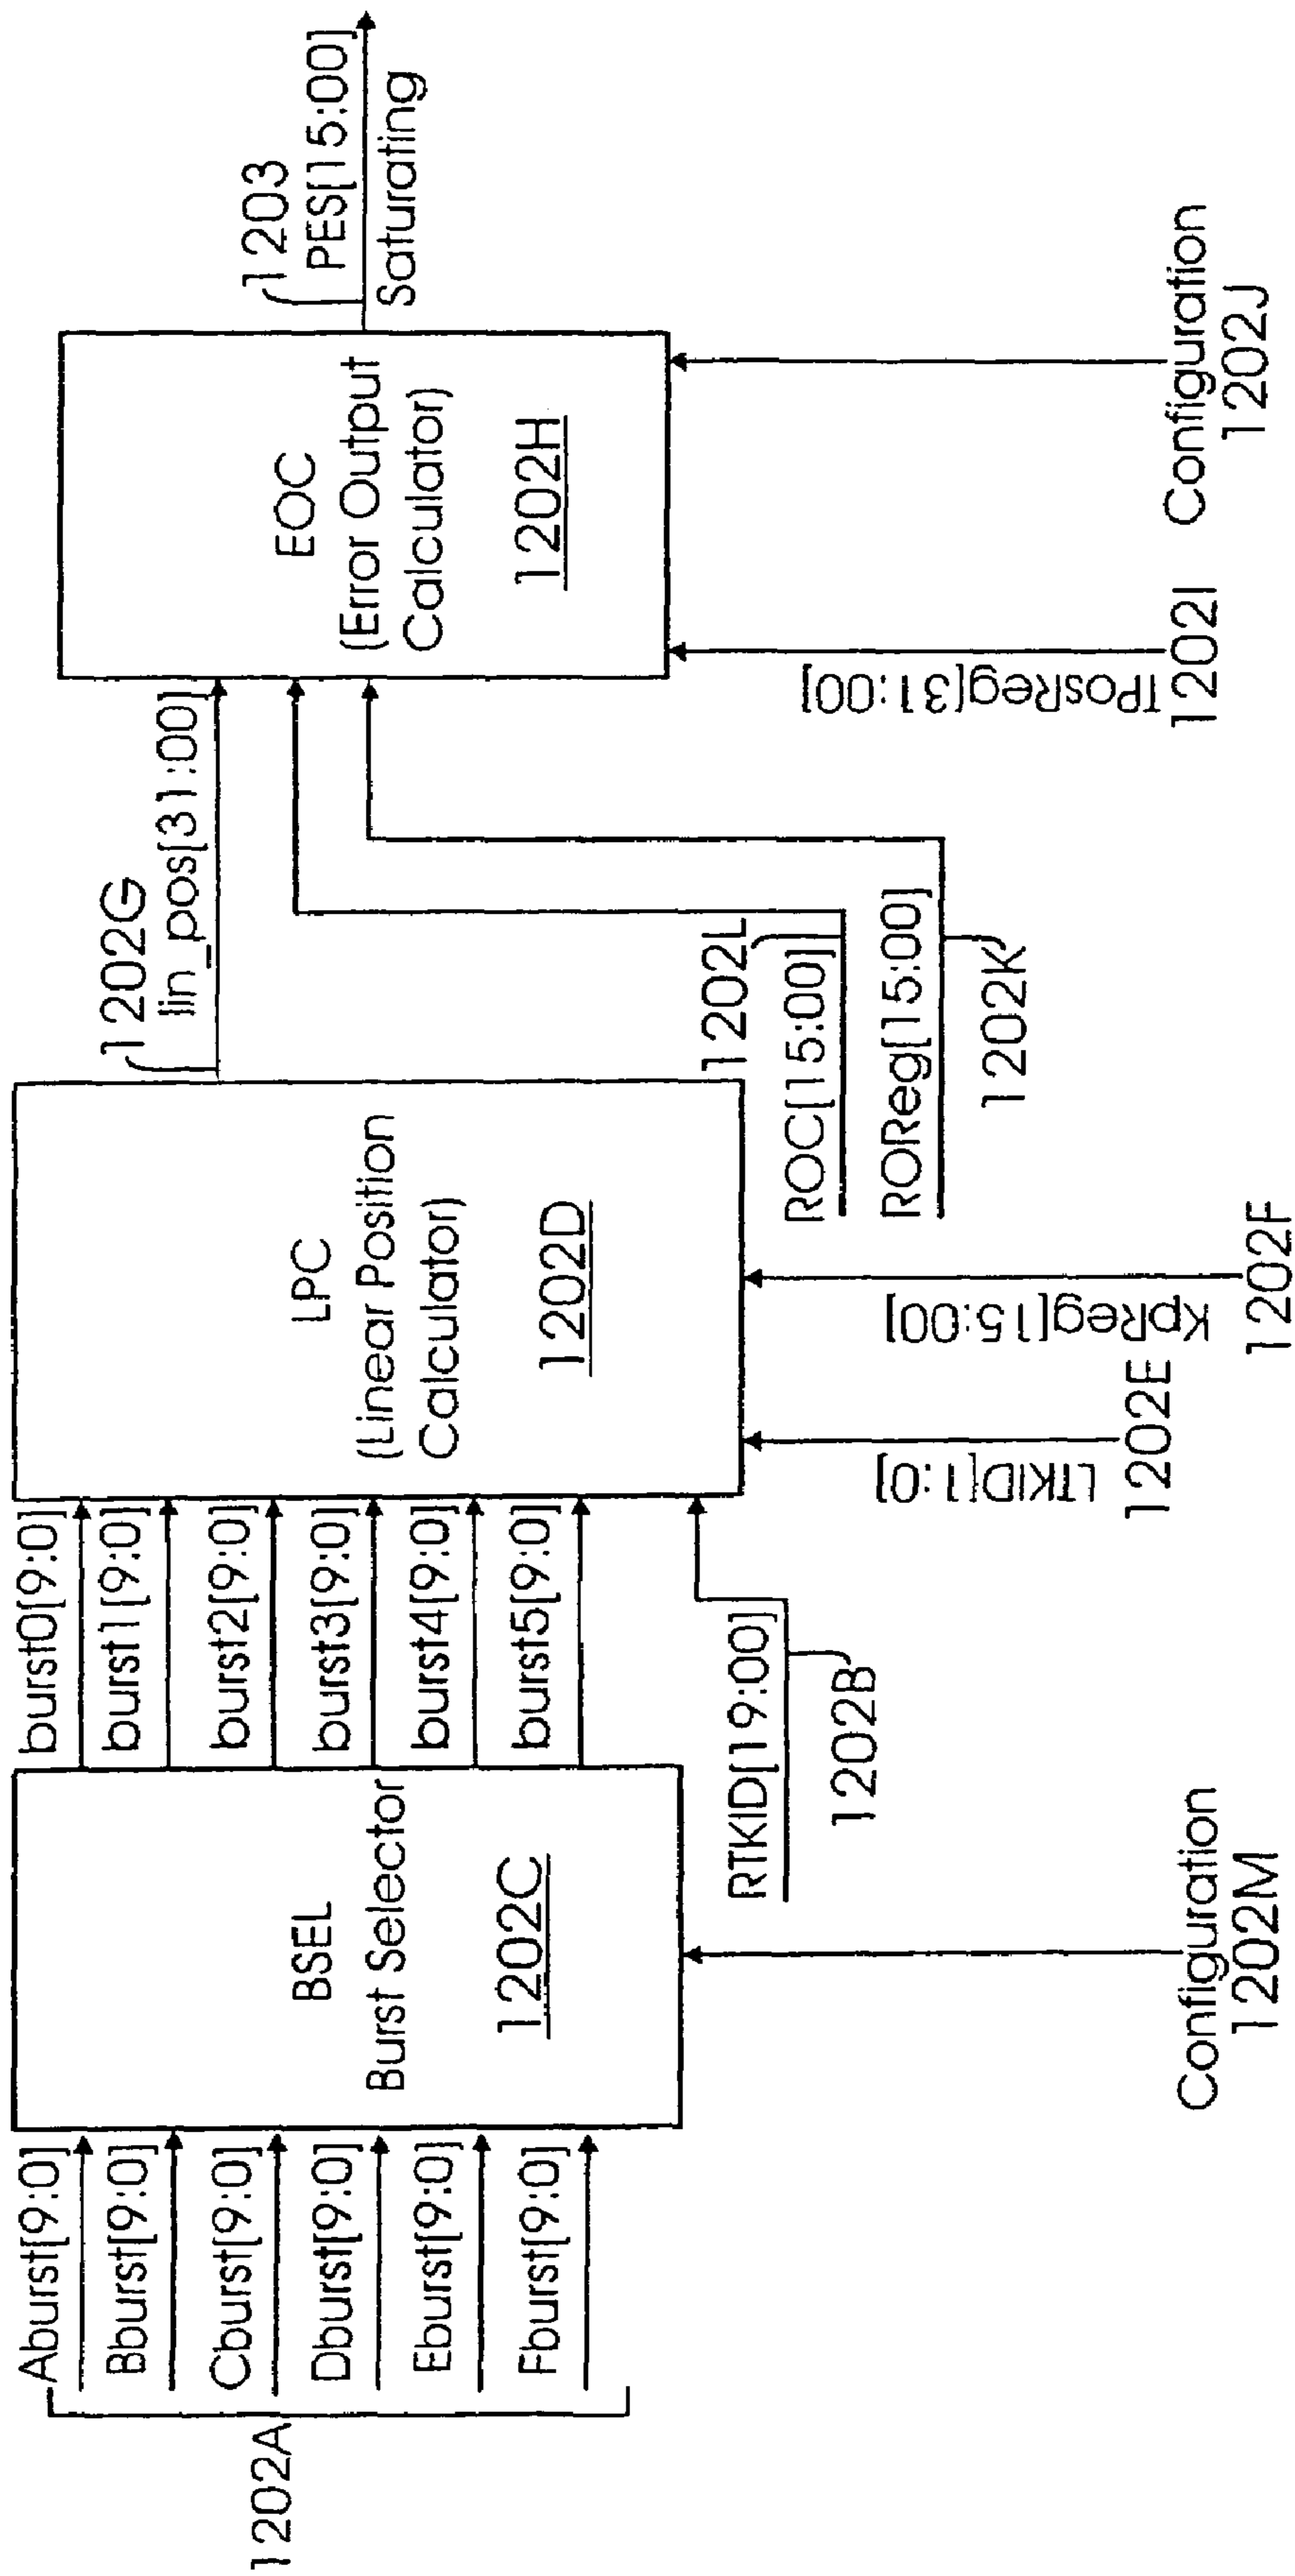 1202A
Aburst[9:0]
Bburst[9:0]
Cburst[9:0]
Dburst[9:0]
Eburst[9:0]
Fburst[9:0]
BSEL
Burst Selector
1202C
Configuration
1202M
burst0[9:0]
burst1[9:0]
burst2[9:0]
burst3[9:0]
burst4[9:0]
burst5[9:0]
RTKID[19:00]
1202B
LPC
(Linear Position
Calculator)
1202D
LTKID[1:0]
1202E
KpReg[15:00]
1202F
1202G
lin_pos[31:00]
1202L
ROC[15:00]
ROReg[15:00]
1202K
EOC
(Error Output
Calculator)
1202H
TPosReg[31:00]
1202I
Configuration
1202J
1203
PES[15:00]
Saturating